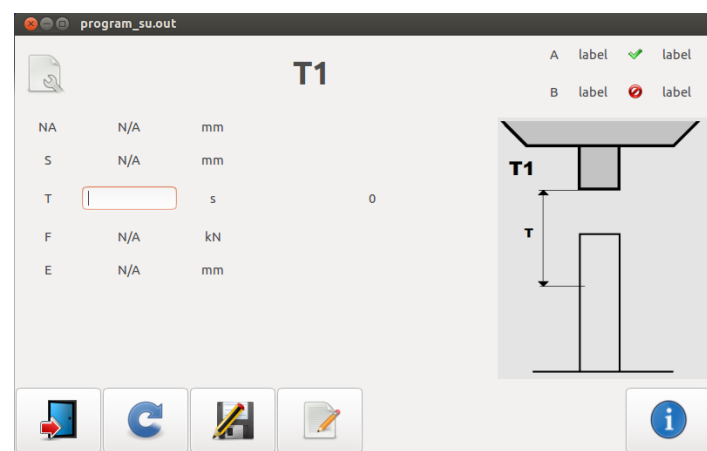 program_su.out
T1
A label label
B label label
NA N/A mm
S N/A mm
T s 0
F N/A kN
E N/A mm
T1
T
i